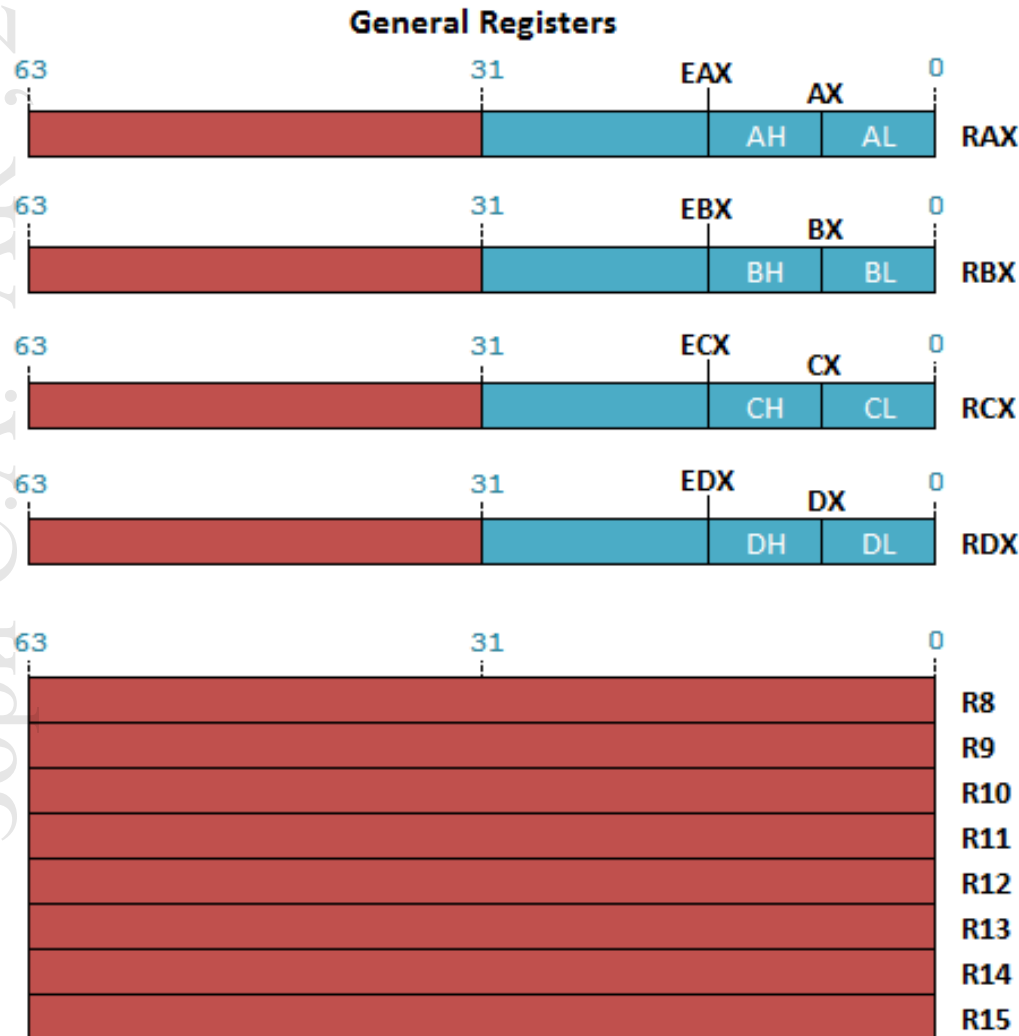 General Registers
63 31 EAX AX 0
AH AL RAX
63 31 EBX BX 0
BH BL RBX
63 31 ECX CX 0
CH CL RCX
63 31 EDX DX 0
DH DL RDX
63 31 0
R8
R9
R10
R11
R12
R13
R14
R15